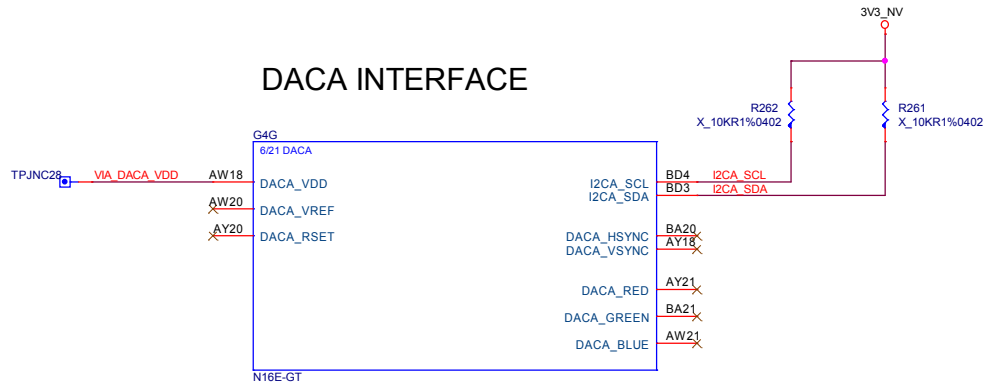 3V3_NV
DACA INTERFACE
R262
X_10KR1%0402
R261
X_10KR1%0402
G4G
6/21 DACA
TPJNC28
VIA_DACA_VDD
AW18
DACA_VDD
I2CA_SCL
BD4
I2CA_SCL
I2CA_SDA
BD3
I2CA_SDA
AW20
DACA_VREF
AY20
DACA_RSET
DACA_HSYNC
BA20
DACA_VSYNC
AY18
DACA_RED
AY21
DACA_GREEN
BA21
DACA_BLUE
AW21
N16E-GT